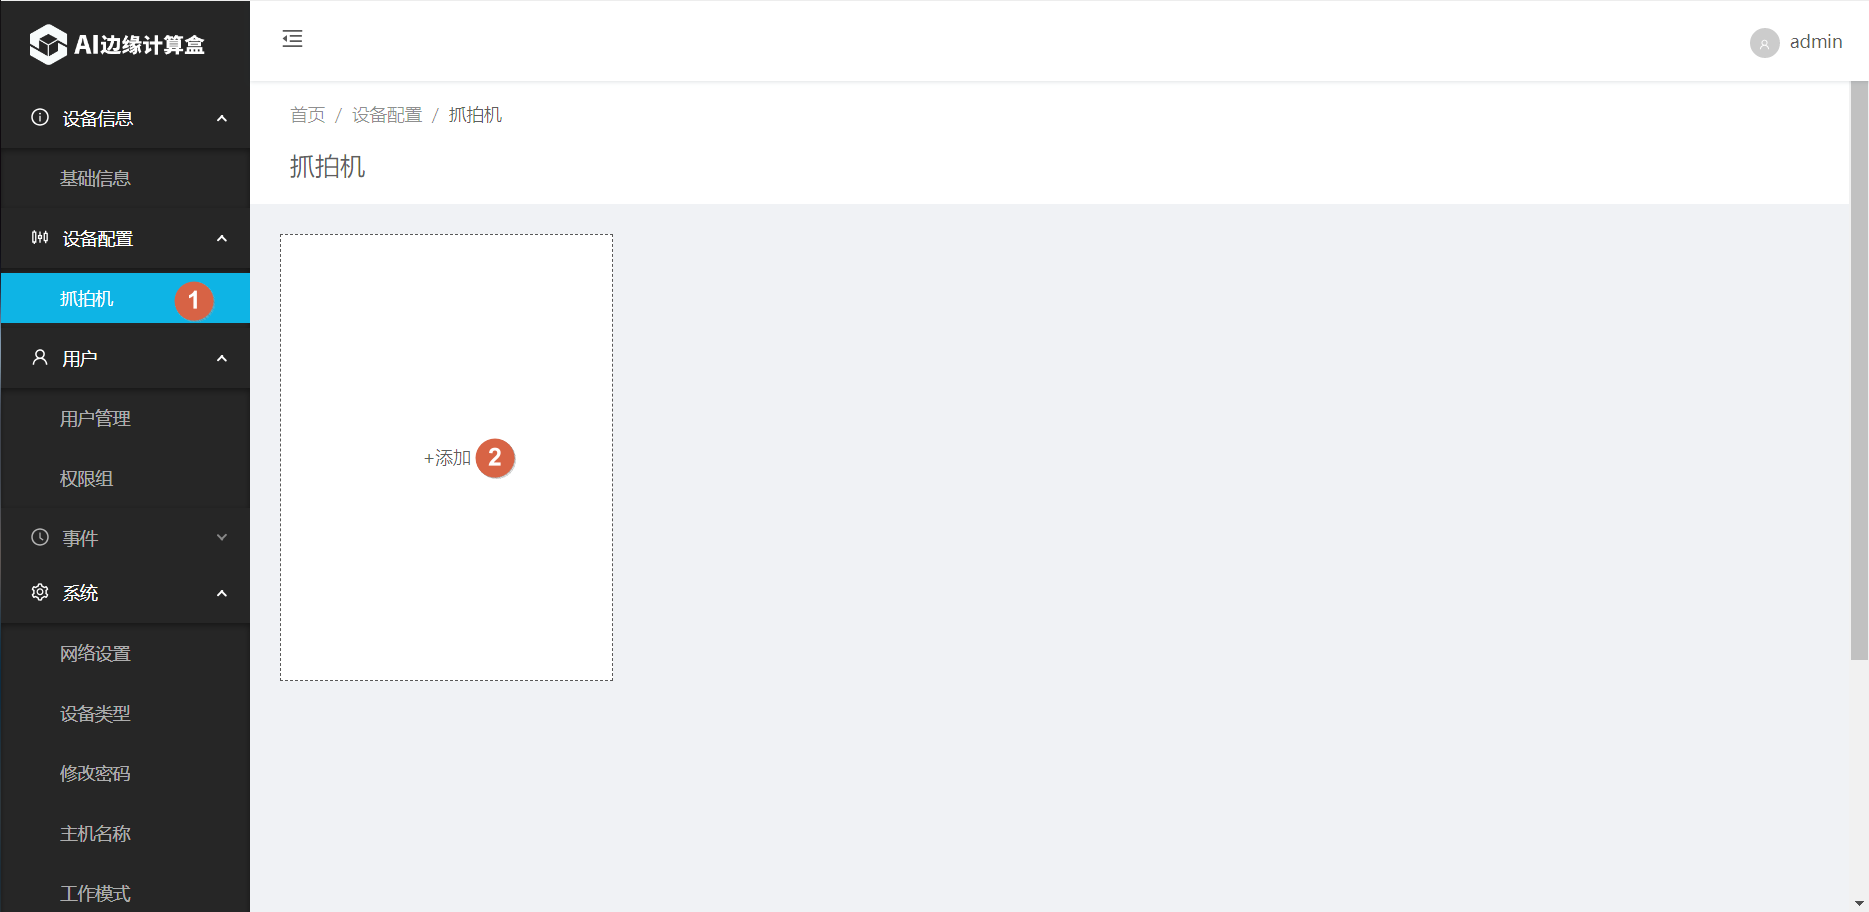 AI边缘计算盒
admin
设备信息
基础信息
设备配置
抓拍机 1
用户
用户管理
权限组
事件
系统
网络设置
设备类型
修改密码
主机名称
工作模式
首页 / 设备配置 / 抓拍机
抓拍机
+添加 2